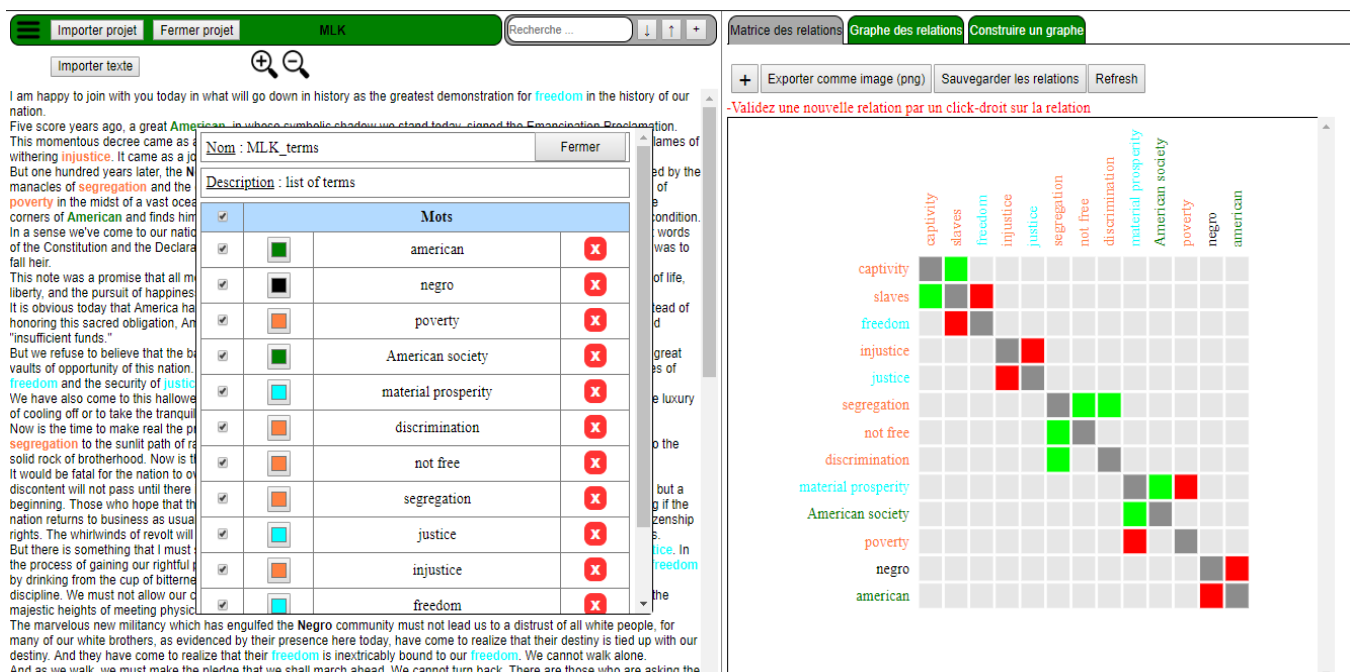 Importer projet Fermer projet MLK Recherche ... ↓ ↑ +
Importer texte
I am happy to join with you today in what will go down in history as the greatest demonstration for freedom in the history of our
nation.
Five score years ago, a great American, in whose symbolic shadow we stand today, signed the Emancipation Proclamation.
This momentous decree came as a lames of
withering injustice. It came as a jo
But one hundred years later, the N ed by the
manacles of segregation and the of
poverty in the midst of a vast ocea e
corners of American and finds him condition.
In a sense we've come to our natio words
of the Constitution and the Declara was to
fall heir.
This note was a promise that all m of life,
liberty, and the pursuit of happines
It is obvious today that America ha tead of
honoring this sacred obligation, Am d
"insufficient funds."
But we refuse to believe that the ba great
vaults of opportunity of this nation. es of
freedom and the security of justic
We have also come to this hallowe e luxury
of cooling off or to take the tranquil
Now is the time to make real the pr
segregation to the sunlit path of ra o the
solid rock of brotherhood. Now is th
It would be fatal for the nation to ov
discontent will not pass until there but a
beginning. Those who hope that th g if the
nation returns to business as usua zenship
rights. The whirlwinds of revolt will s.
But there is something that I must s tice. In
the process of gaining our rightful p freedom
by drinking from the cup of bitterne
discipline. We must not allow our c the
majestic heights of meeting physic
The marvelous new militancy which has engulfed the Negro community must not lead us to a distrust of all white people, for
many of our white brothers, as evidenced by their presence here today, have come to realize that their destiny is tied up with our
destiny. And they have come to realize that their freedom is inextricably bound to our freedom. We cannot walk alone.
And as we walk, we must make the pledge that we shall march ahead. We cannot turn back. There are those who are asking the
Nom : MLK_terms Fermer
Description : list of terms
Mots
american x
negro x
poverty x
American society x
material prosperity x
discrimination x
not free x
segregation x
justice x
injustice x
freedom x
Matrice des relations Graphe des relations Construire un graphe
+ Exporter comme image (png) Sauvegarder les relations Refresh
-Validez une nouvelle relation par un click-droit sur la relation
captivity
slaves
freedom
injustice
justice
segregation
not free
discrimination
material prosperity
American society
poverty
negro
american
captivity
slaves
freedom
injustice
justice
segregation
not free
discrimination
material prosperity
American society
poverty
negro
american